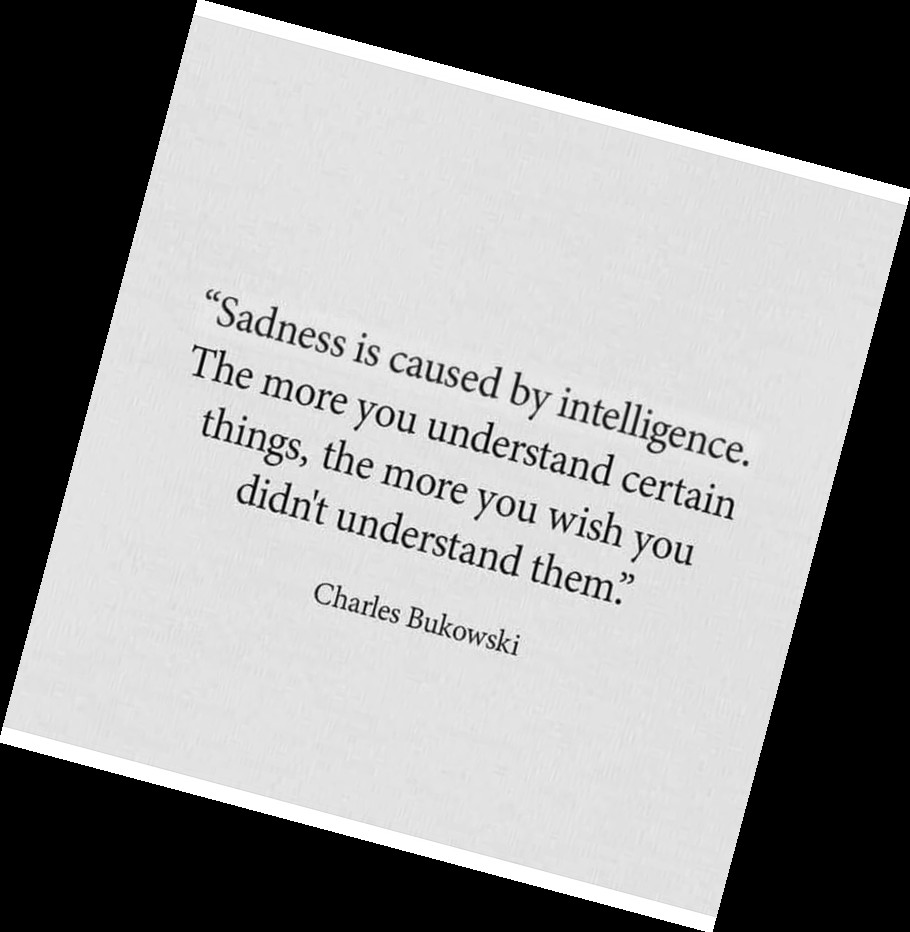 “Sadness is caused by intelligence.
The more you understand certain
things, the more you wish you
didn't understand them.”
Charles Bukowski